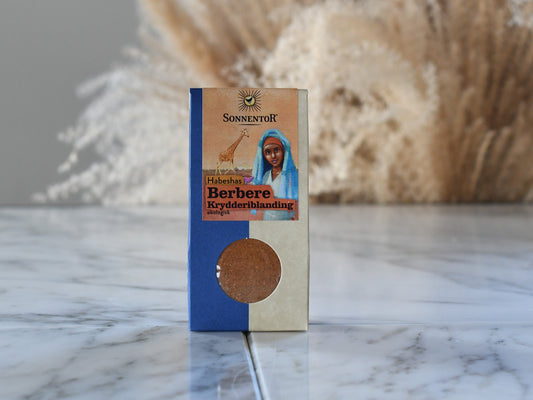 SONNENTOR
Habeshas
Berbere
Krydderiblanding
økologisk